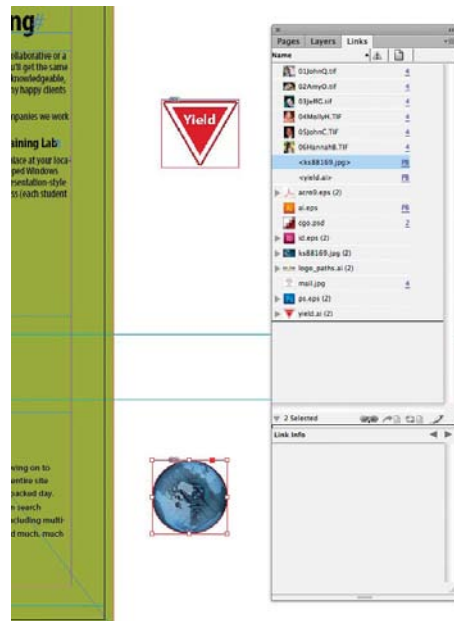 ng#
ollaborative or a
u'll get the same
knowledgeable,
ny happy clients
mpanies we work
aining Lab
place at your loca-
ped Windows
esentation-style
ss (each student
ving on to
entire site
packed day.
n search
cluding multi-
d much, much
Yield
Pages Layers Links
Name
01JohnQ.tif 4
02AmyO.tif 4
03JeffG.tif 4
04MollyH.TIF 4
05JohnC.TIF 4
06HannahB.TIF 4
<ks88169.jpg> PB
<yield.ai> PB
acro9.eps (2)
ai.eps PB
cgo.psd 2
id.eps (2)
ks88169.jpg (2)
logo_paths.ai (2)
mail.jpg 4
ps.eps (2)
yield.ai (2)
2 Selected
Link Info